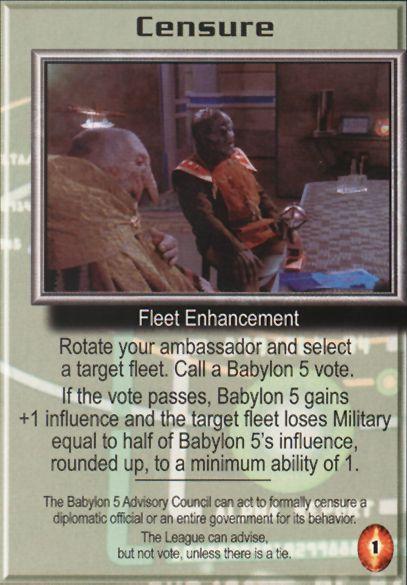 Censure
Fleet Enhancement
Rotate your ambassador and select
a target fleet. Call a Babylon 5 vote.
If the vote passes, Babylon 5 gains
+1 influence and the target fleet loses Military
equal to half of Babylon 5's influence,
rounded up, to a minimum ability of 1.
The Babylon 5 Advisory Council can act to formally censure a
diplomatic official or an entire government for its behavior.
The League can advise,
but not vote, unless there is a tie.
1